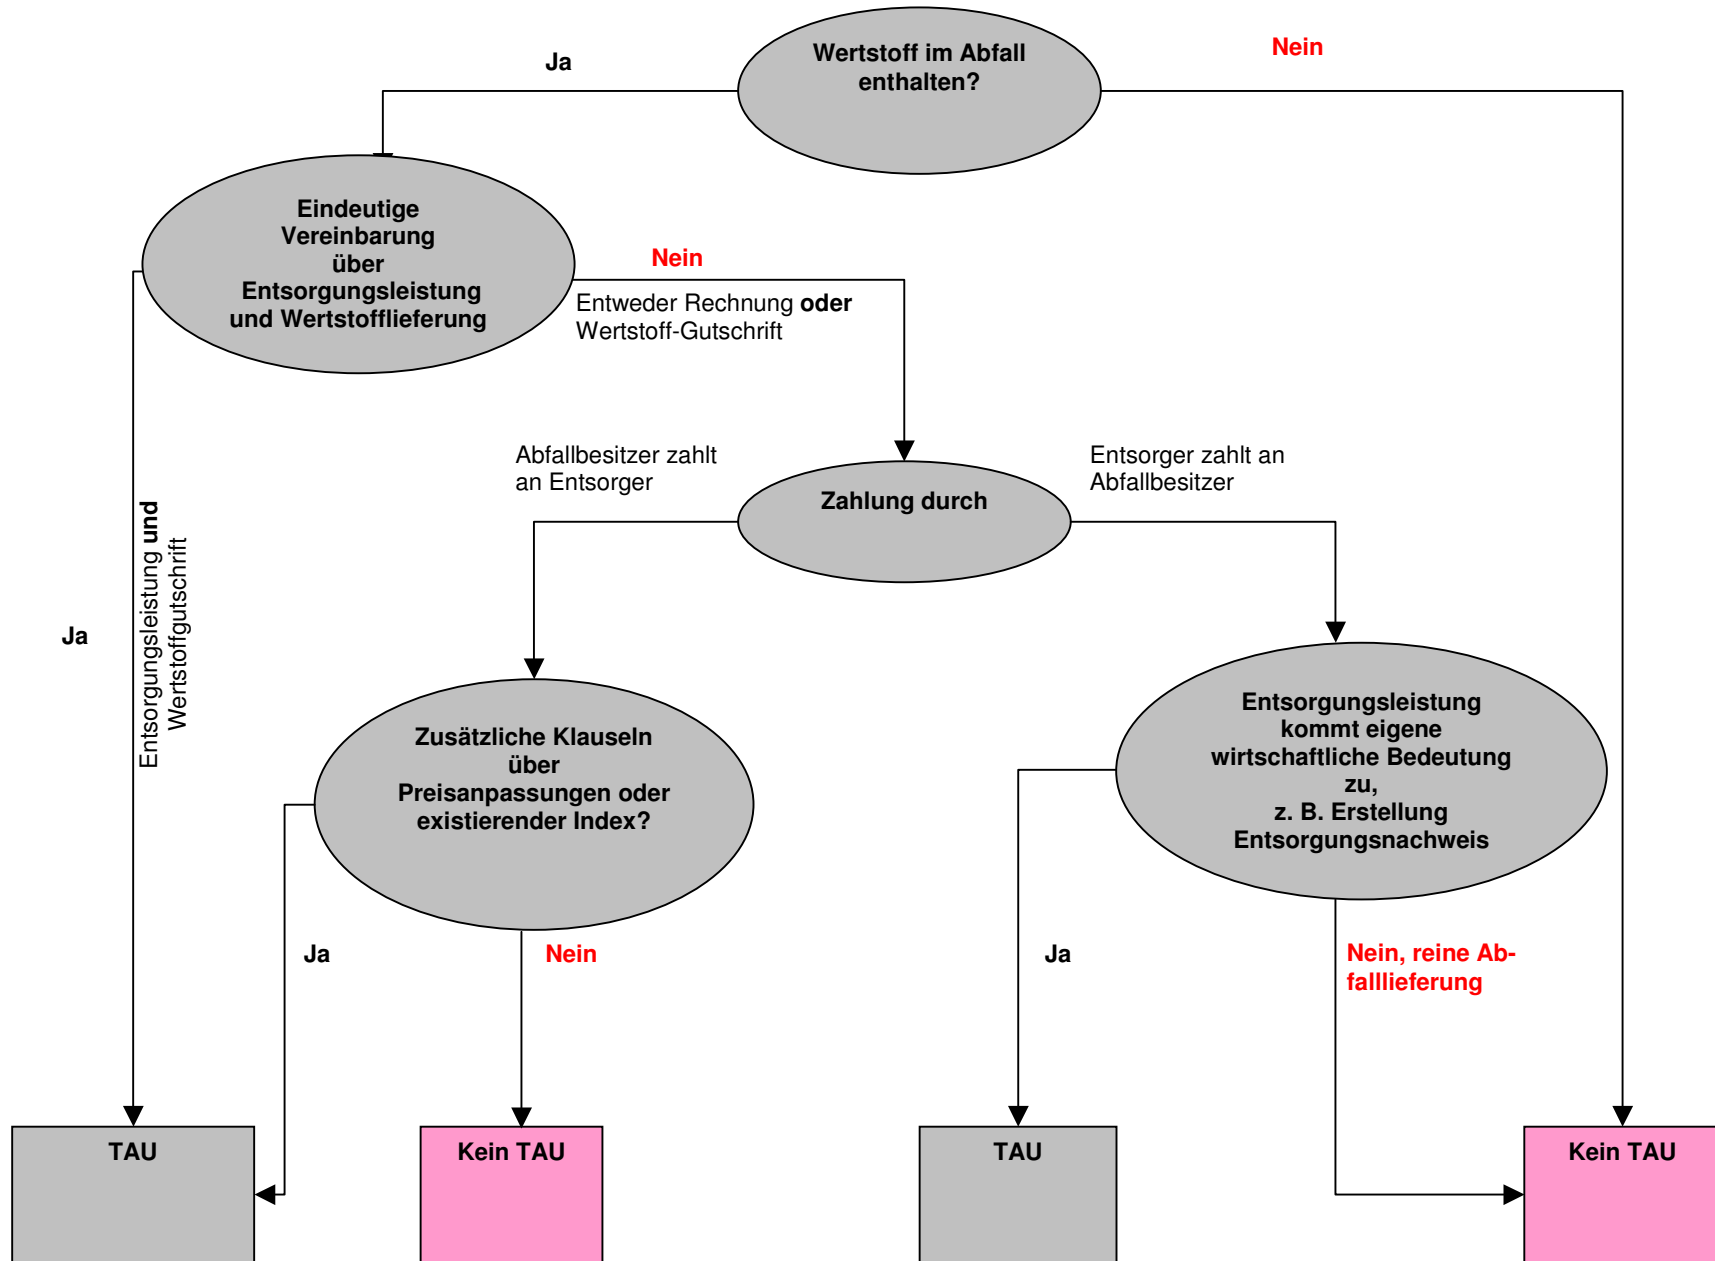 Wertstoff im Abfall
enthalten?
Ja
Nein
Eindeutige
Vereinbarung
über
Entsorgungsleistung
und Wertstofflieferung
Nein
Entweder Rechnung oder
Wertstoff-Gutschrift
Abfallbesitzer zahlt
an Entsorger
Zahlung durch
Entsorger zahlt an
Abfallbesitzer
Ja
Entsorgungsleistung und
Wertstoffgutschrift
Zusätzliche Klauseln
über
Preisanpassungen oder
existierender Index?
Entsorgungsleistung
kommt eigene
wirtschaftliche Bedeutung
zu,
z. B. Erstellung
Entsorgungsnachweis
Ja
Nein
Ja
Nein, reine Ab-
falllieferung
TAU
Kein TAU
TAU
Kein TAU